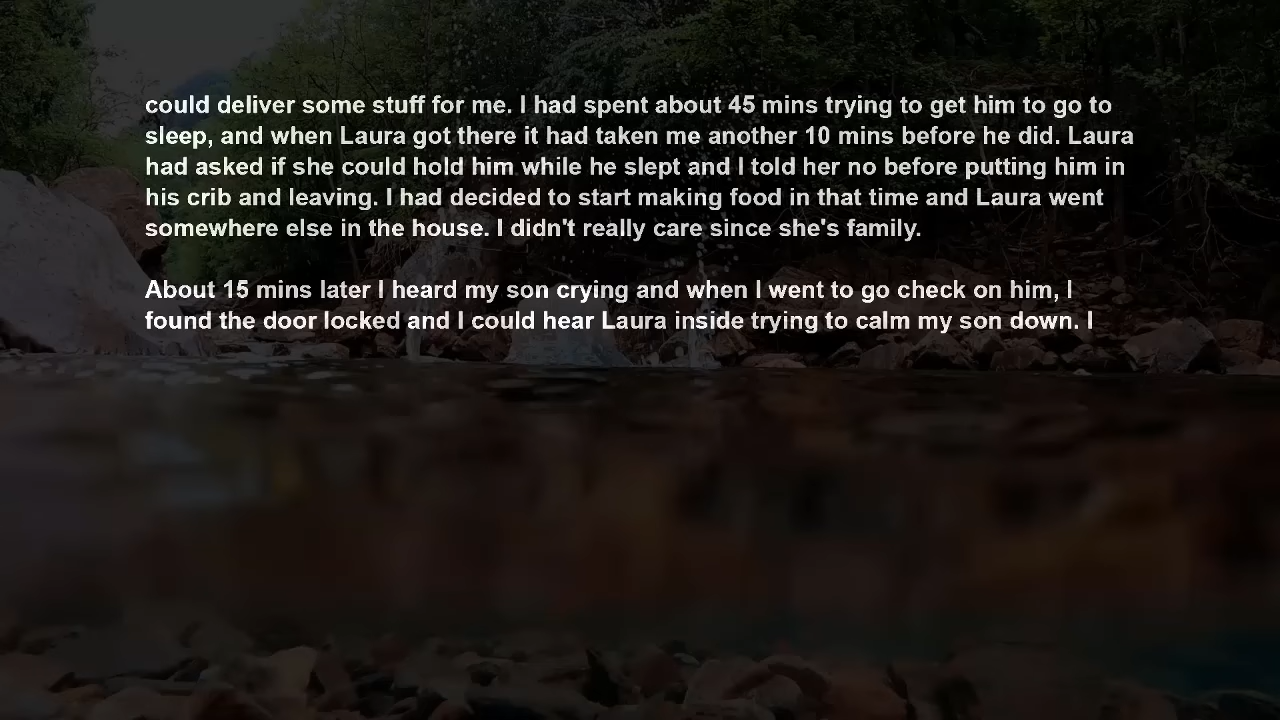 could deliver some stuff for me. I had spent about 45 mins trying to get him to go to
sleep, and when Laura got there it had taken me another 10 mins before he did. Laura
had asked if she could hold him while he slept and I told her no before putting him in
his crib and leaving. I had decided to start making food in that time and Laura went
somewhere else in the house. I didn't really care since she's family.
About 15 mins later I heard my son crying and when I went to go check on him, I
found the door locked and I could hear Laura inside trying to calm my son down. I